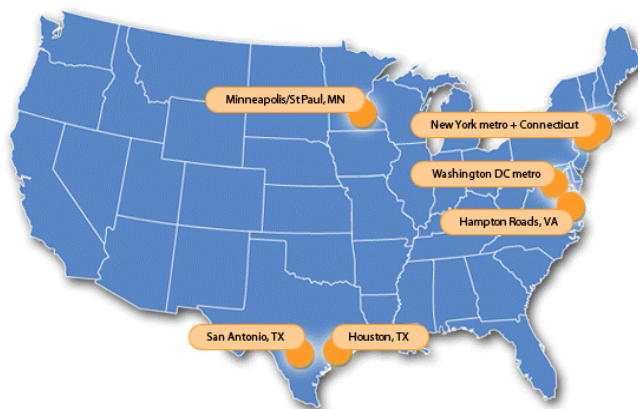 Minneapolis/St Paul, MN
New York metro + Connecticut
Washington DC metro
Hampton Roads, VA
San Antonio, TX
Houston, TX